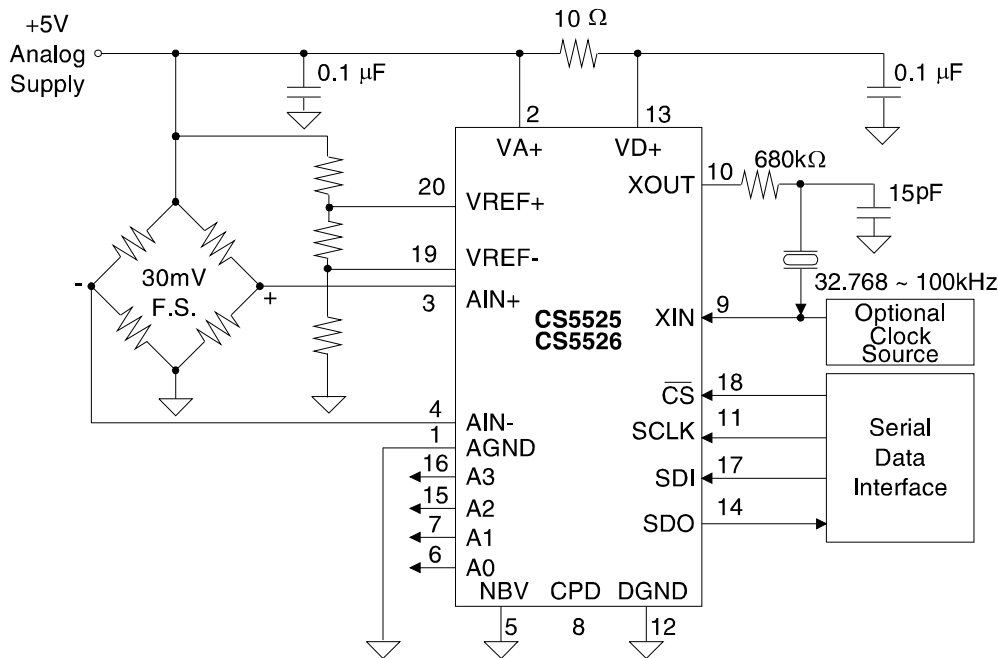 +5V
Analog
Supply
10 Ω
0.1 μF
0.1 μF
2
13
VA+
VD+
680kΩ
10
XOUT
15pF
20
VREF+
19
VREF-
30mV
F.S.
-
+
3
AIN+
32.768 ~ 100kHz
CS5525
CS5526
9
XIN
Optional
Clock
Source
18
CS
4
AIN-
11
SCLK
1
AGND
Serial
Data
Interface
16
A3
17
SDI
15
A2
14
SDO
7
A1
6
A0
NBV
CPD
DGND
5
8
12